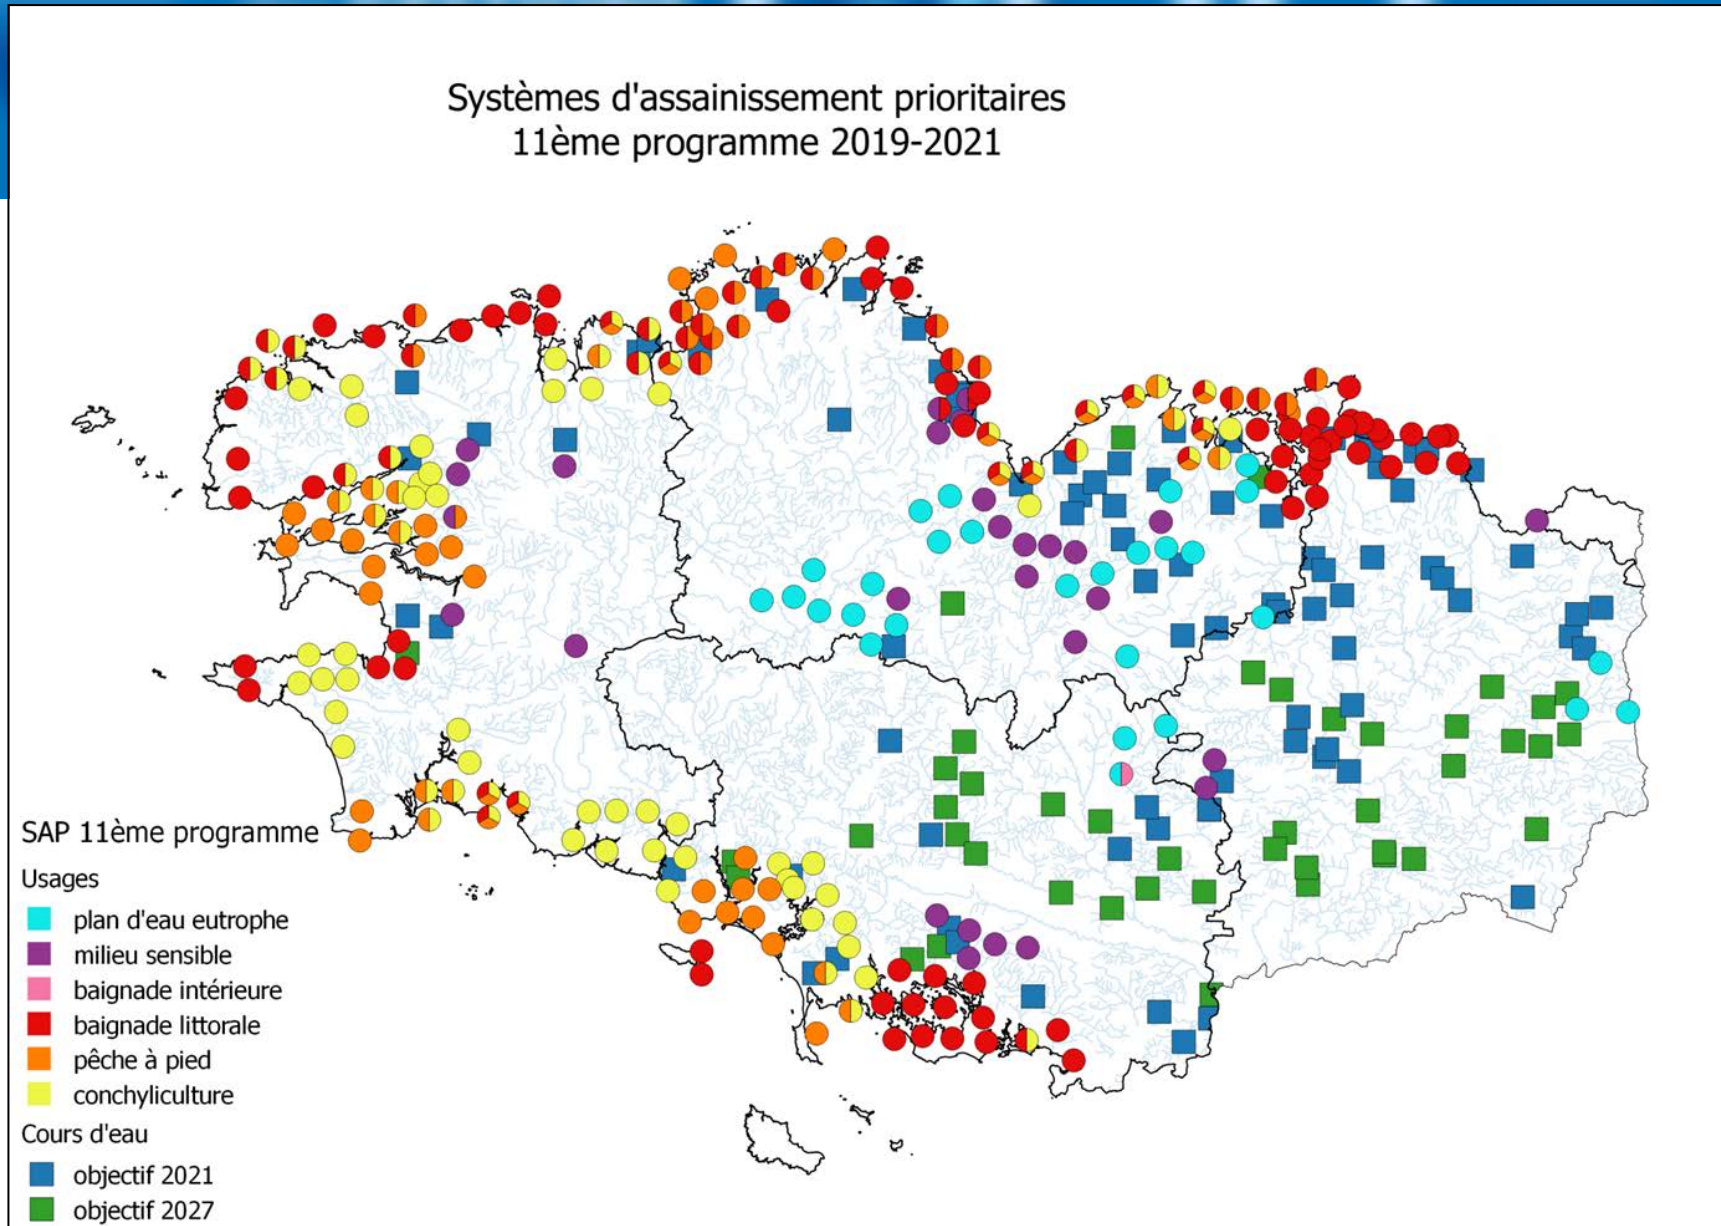 Systèmes d'assainissement prioritaires
11ème programme 2019-2021
SAP 11ème programme
Usages
plan d'eau eutrophe
milieu sensible
baignade intérieure
baignade littorale
pêche à pied
conchyliculture
Cours d'eau
objectif 2021
objectif 2027